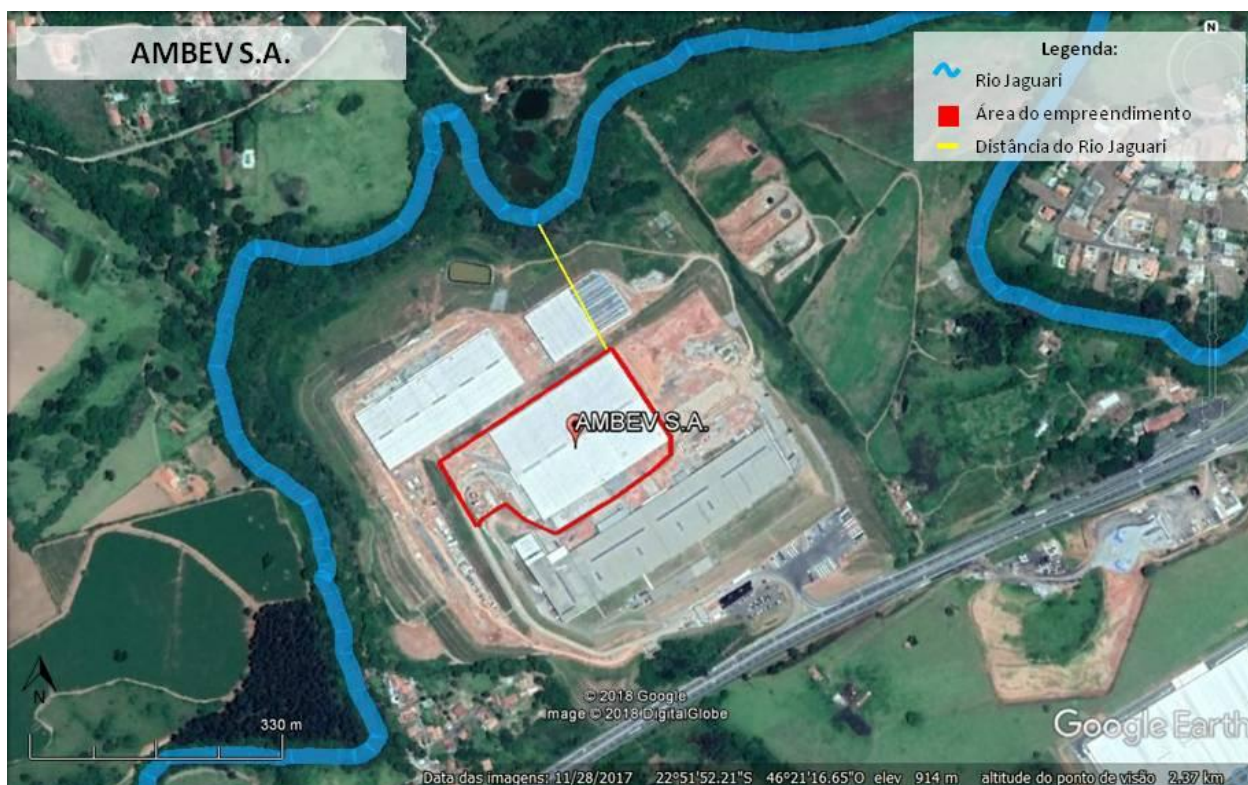 AMBEV S.A.
N
Legenda:
Rio Jaguari
Área do empreendimento
Distância do Rio Jaguari
AMBEV S.A.
N
330 m
© 2018 Google
Image © 2018 DigitalGlobe
Google Earth
Data das imagens: 11/28/2017 22°51'52.21"S 46°21'16.65"O elev 914 m altitude do ponto de visão 2,37 km